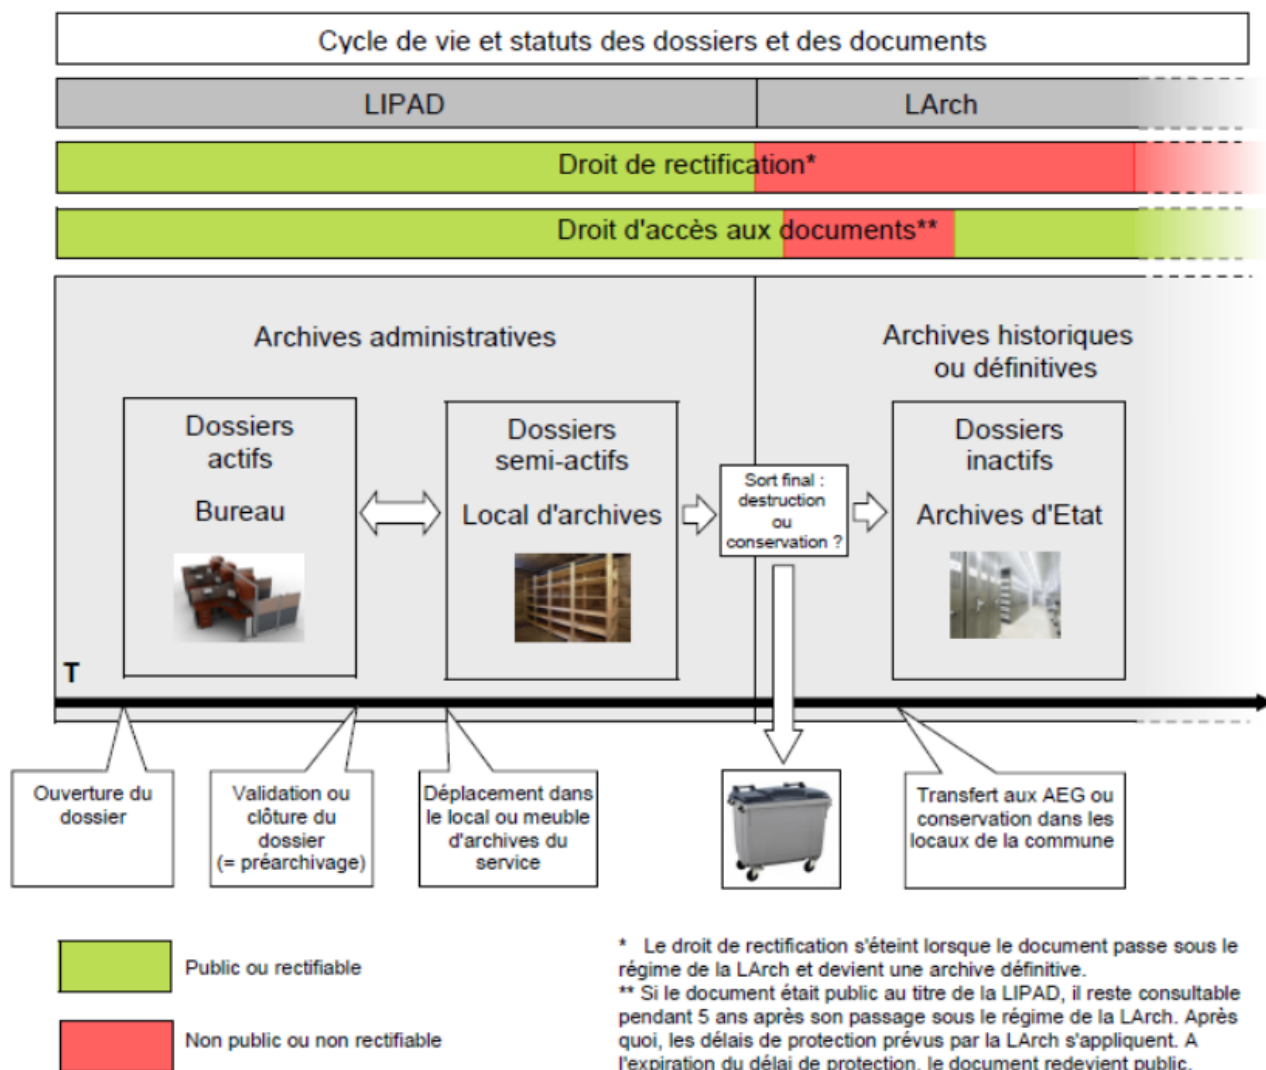 Cycle de vie et statuts des dossiers et des documents
LIPAD
LArch
Droit de rectification*
Droit d'accès aux documents**
Archives administratives
Archives historiques
ou définitives
Dossiers
actifs
Bureau
Dossiers
semi-actifs
Local d'archives
Sort final :
destruction
ou
conservation ?
Dossiers
inactifs
Archives d'Etat
T
Ouverture du
dossier
Validation ou
clôture du
dossier
(= préarchivage)
Déplacement dans
le local ou meuble
d'archives du
service
Transfert aux AEG ou
conservation dans les
locaux de la commune
Public ou rectifiable
Non public ou non rectifiable
* Le droit de rectification s'éteint lorsque le document passe sous le
régime de la LArch et devient une archive définitive.
** Si le document était public au titre de la LIPAD, il reste consultable
pendant 5 ans après son passage sous le régime de la LArch. Après
quoi, les délais de protection prévus par la LArch s'appliquent. A
l'expiration du délai de protection, le document redevient public.